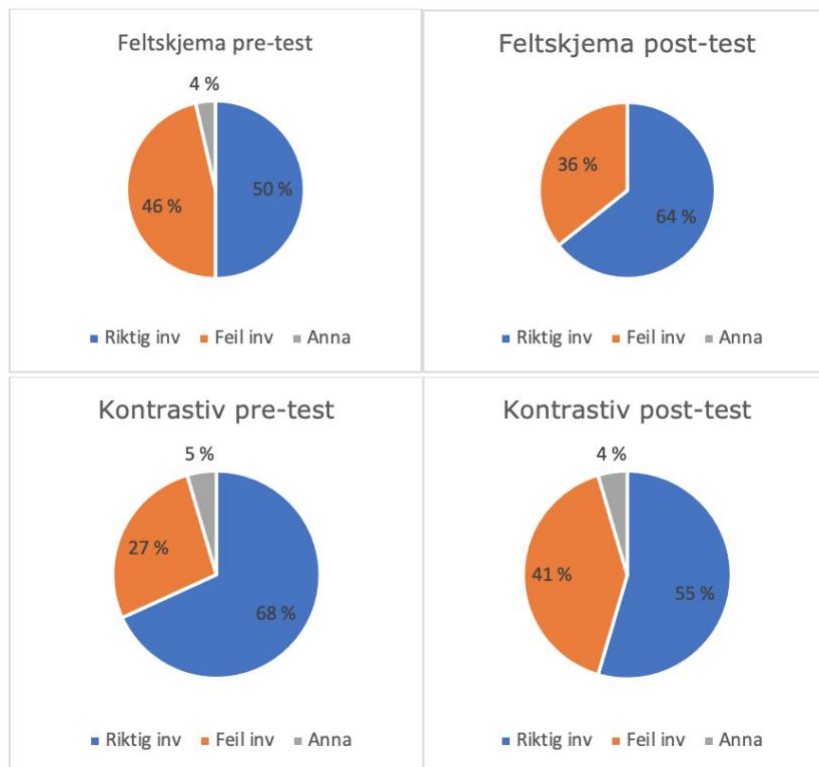 Feltskjema pre-test
4 %
46 %
50 %
Riktig inv Feil inv Anna
Feltskjema post-test
36 %
64 %
Riktig inv Feil inv Anna
Kontrastiv pre-test
5 %
27 %
68 %
Riktig inv Feil inv Anna
Kontrastiv post-test
4 %
41 %
55 %
Riktig inv Feil inv Anna